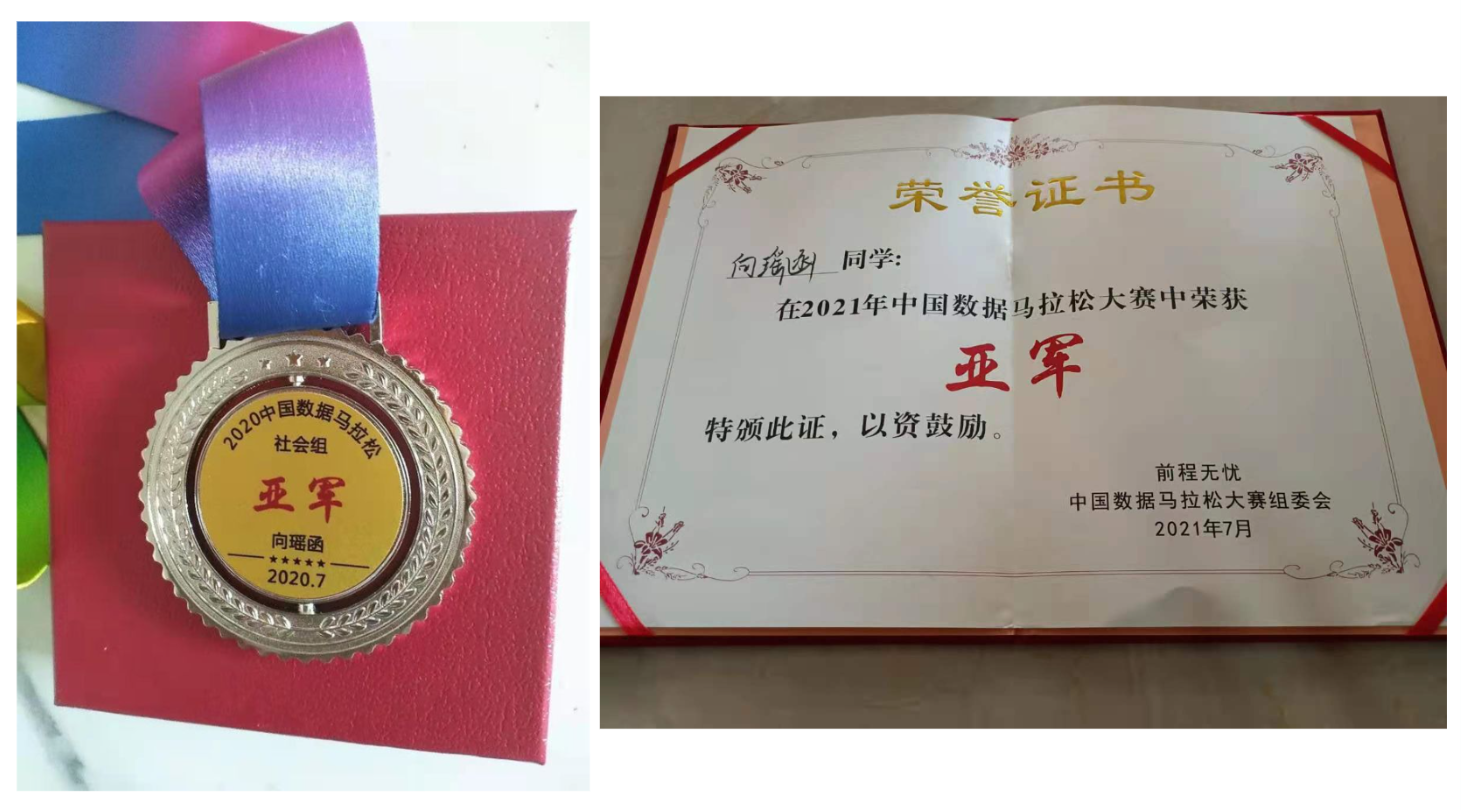 2020中国数据马拉松
社会组
亚军
向瑶函
2020.7
荣誉证书
向瑶函 同学:
在2021年中国数据马拉松大赛中荣获
亚军
特颁此证，以资鼓励。
前程无忧
中国数据马拉松大赛组委会
2021年7月